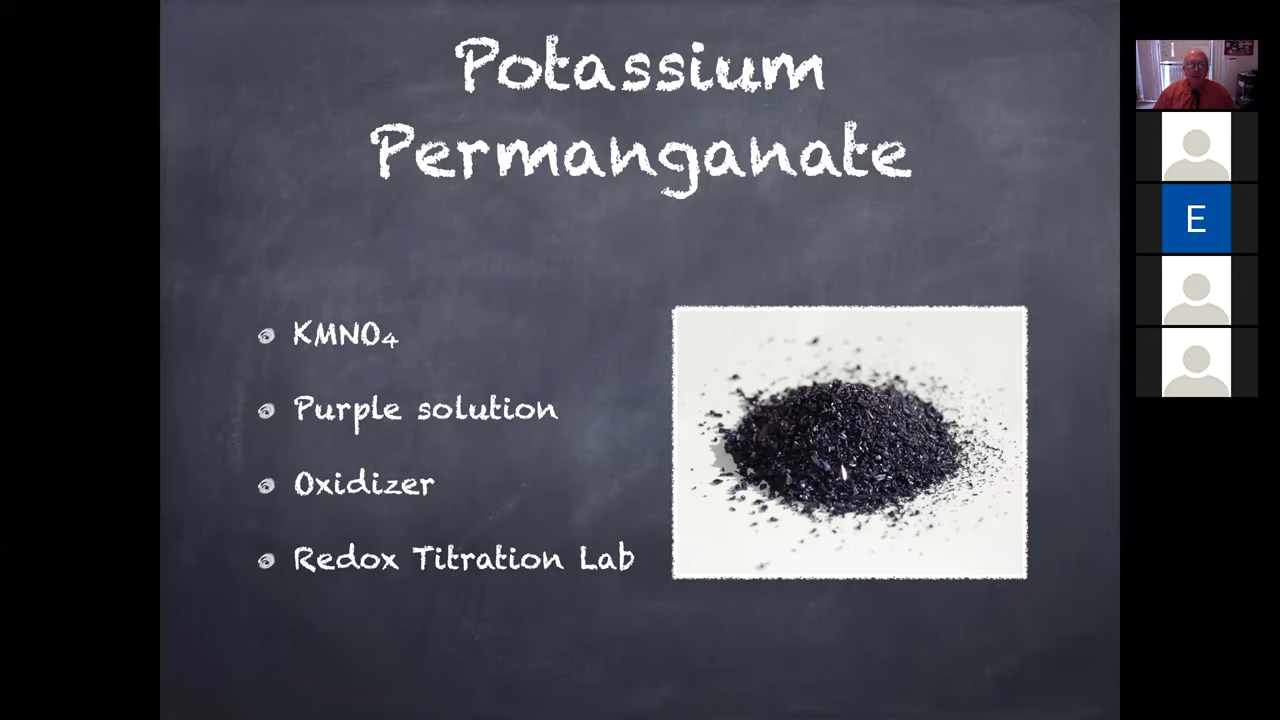 Potassium
Permanganate
KMNO₄
Purple solution
Oxidizer
Redox Titration Lab
E